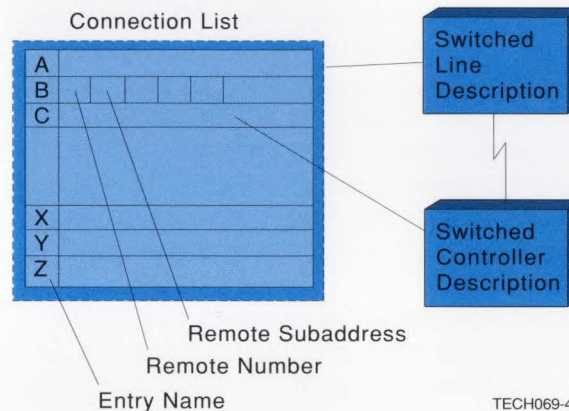 Connection List
A
B
C
X
Y
Z
Switched
Line
Description
Switched
Controller
Description
Remote Subaddress
Remote Number
Entry Name
TECH069-4